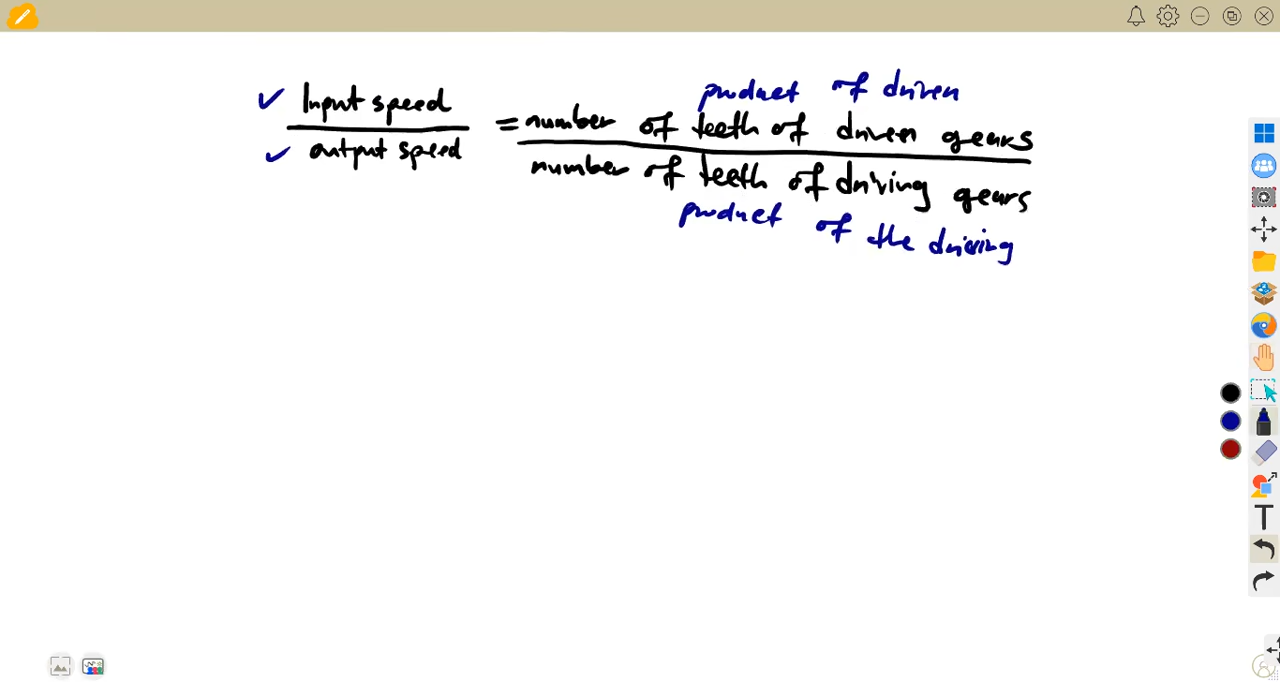 product of driven
Input speed = number of teeth of driven gears
output speed number of teeth of driving gears
product of the driving
T